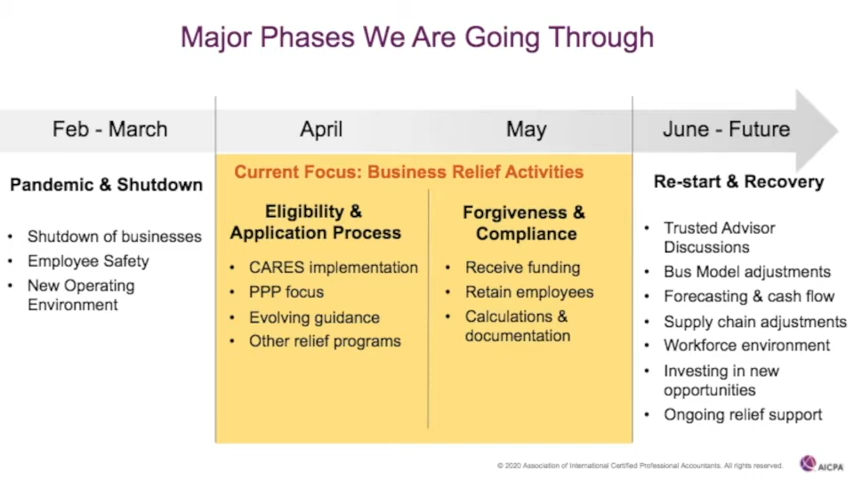 Major Phases We Are Going Through
Feb - March
April
May
June - Future
Pandemic & Shutdown
• Shutdown of businesses
• Employee Safety
• New Operating
Environment
Current Focus: Business Relief Activities
Eligibility &
Application Process
• CARES implementation
• PPP focus
• Evolving guidance
• Other relief programs
Forgiveness &
Compliance
• Receive funding
• Retain employees
• Calculations &
documentation
Re-start & Recovery
• Trusted Advisor
Discussions
• Bus Model adjustments
• Forecasting & cash flow
• Supply chain adjustments
• Workforce environment
• Investing in new
opportunities
• Ongoing relief support
© 2020 Association of International Certified Professional Accountants. All rights reserved.
AICPA